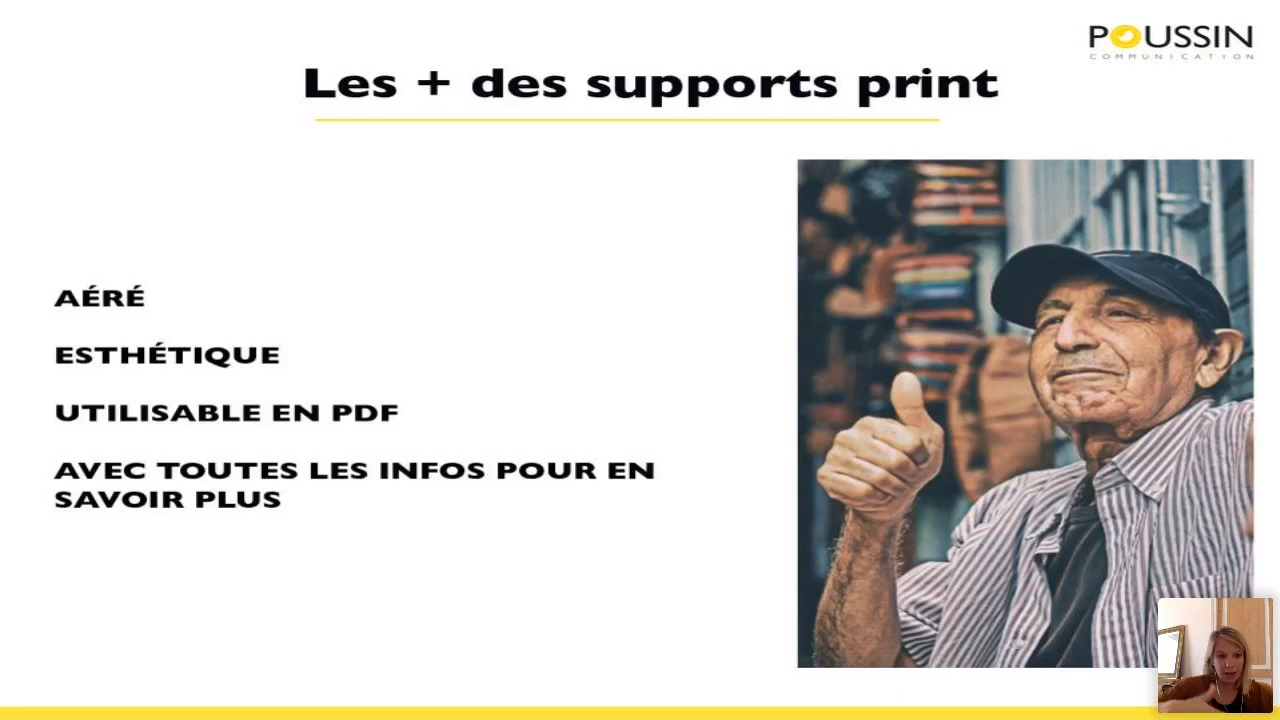 POUSSIN
COMMUNICATION
Les + des supports print
AÉRÉ
ESTHÉTIQUE
UTILISABLE EN PDF
AVEC TOUTES LES INFOS POUR EN
SAVOIR PLUS